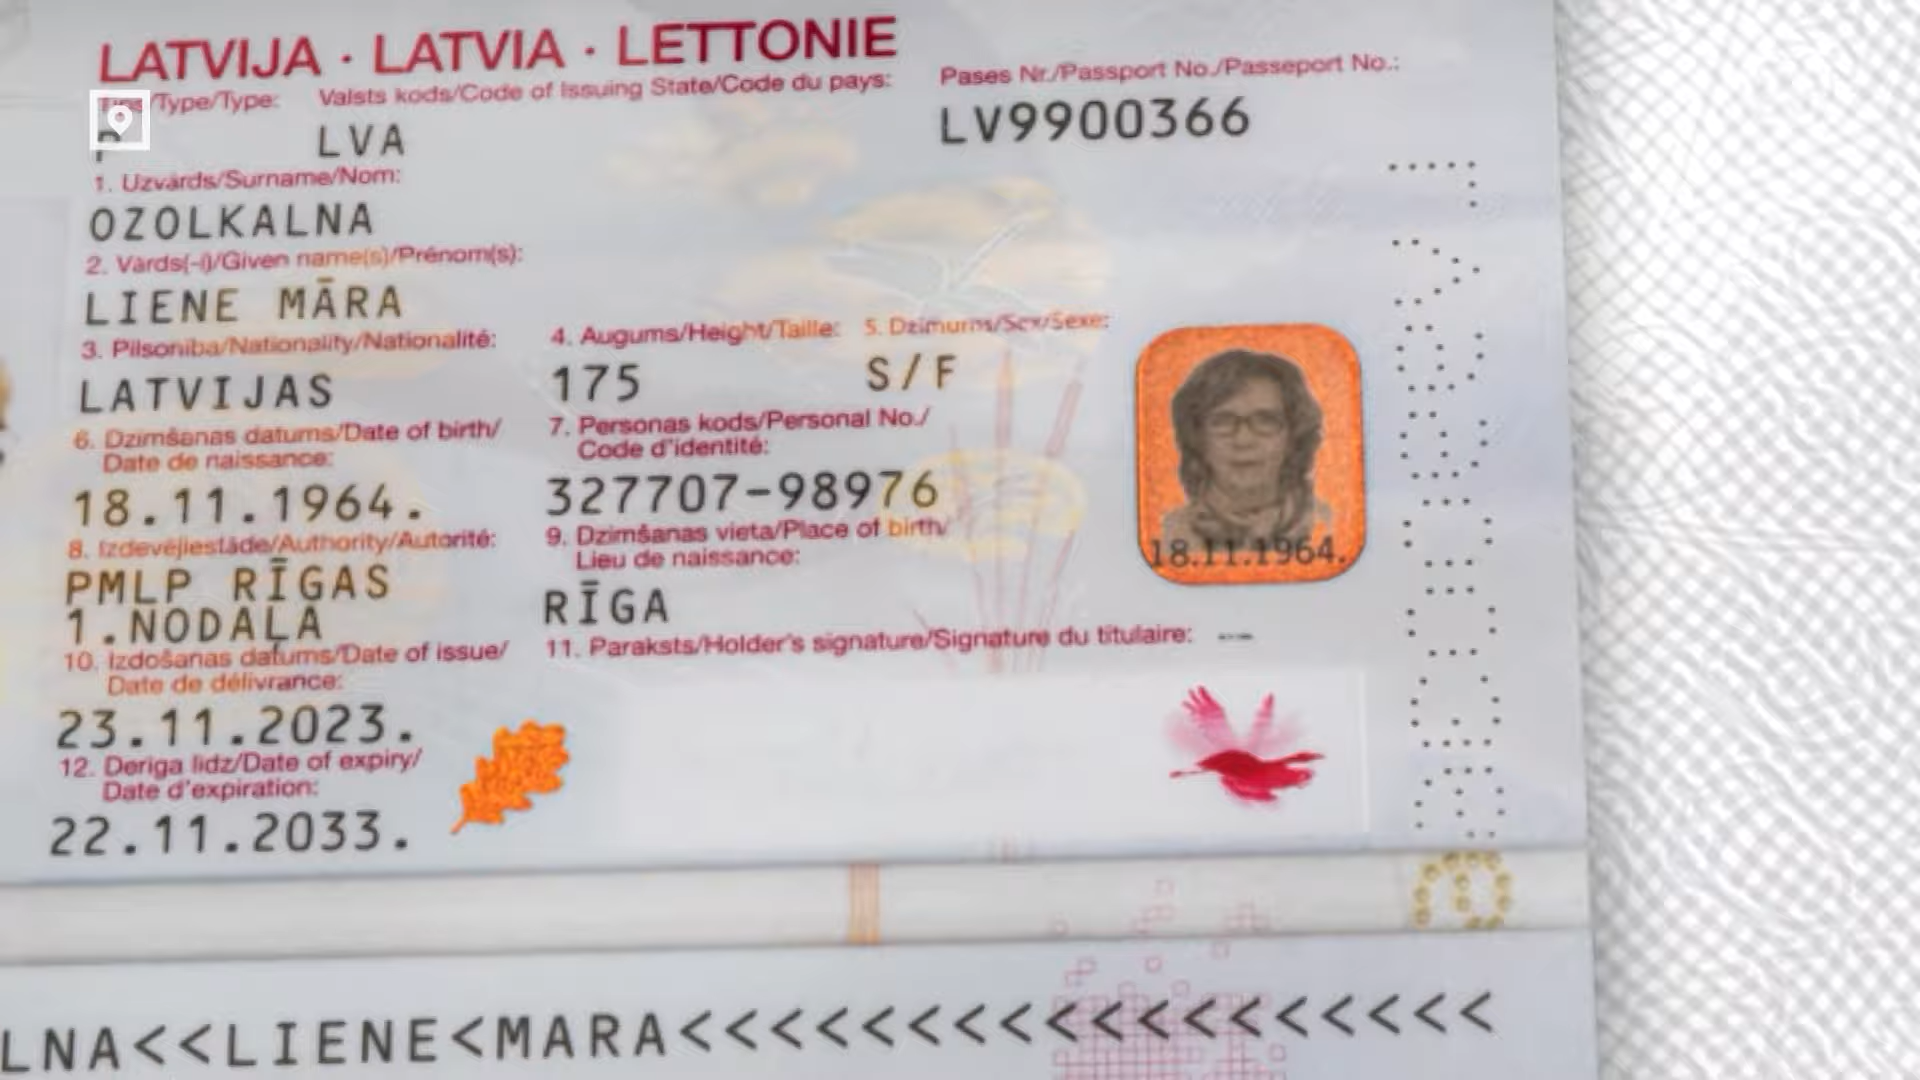 LATVIJA · LATVIA · LETTONIE
Tips/Type/Type: Valsts kods/Code of Issuing State/Code du pays: Pases Nr./Passport No./Passeport No.:
P LVA LV9900366
1. Uzvārds/Surname/Nom:
OZOLKALNA
2. Vārds(-i)/Given name(s)/Prénom(s):
LIENE MĀRA
3. Pilsonība/Nationality/Nationalité: 4. Augums/Height/Taille: 5. Dzimums/Sex/Sexe:
LATVIJAS 175 S/F
6. Dzimšanas datums/Date of birth/ 7. Personas kods/Personal No./
Date de naissance: Code d'identité:
18.11.1964. 327707-98976
8. Izdevējiestāde/Authority/Autorité: 9. Dzimšanas vieta/Place of birth/
Lieu de naissance:
PMLP RĪGAS
1.NODAĻA RĪGA
18.11.1964.
10. Izdošanas datums/Date of issue/ 11. Paraksts/Holder's signature/Signature du titulaire: ---
Date de délivrance:
23.11.2023.
12. Derīga līdz/Date of expiry/
Date d'expiration:
22.11.2033.
LNA<<LIENE<MARA<<<<<<<<<<<<<<<<<<